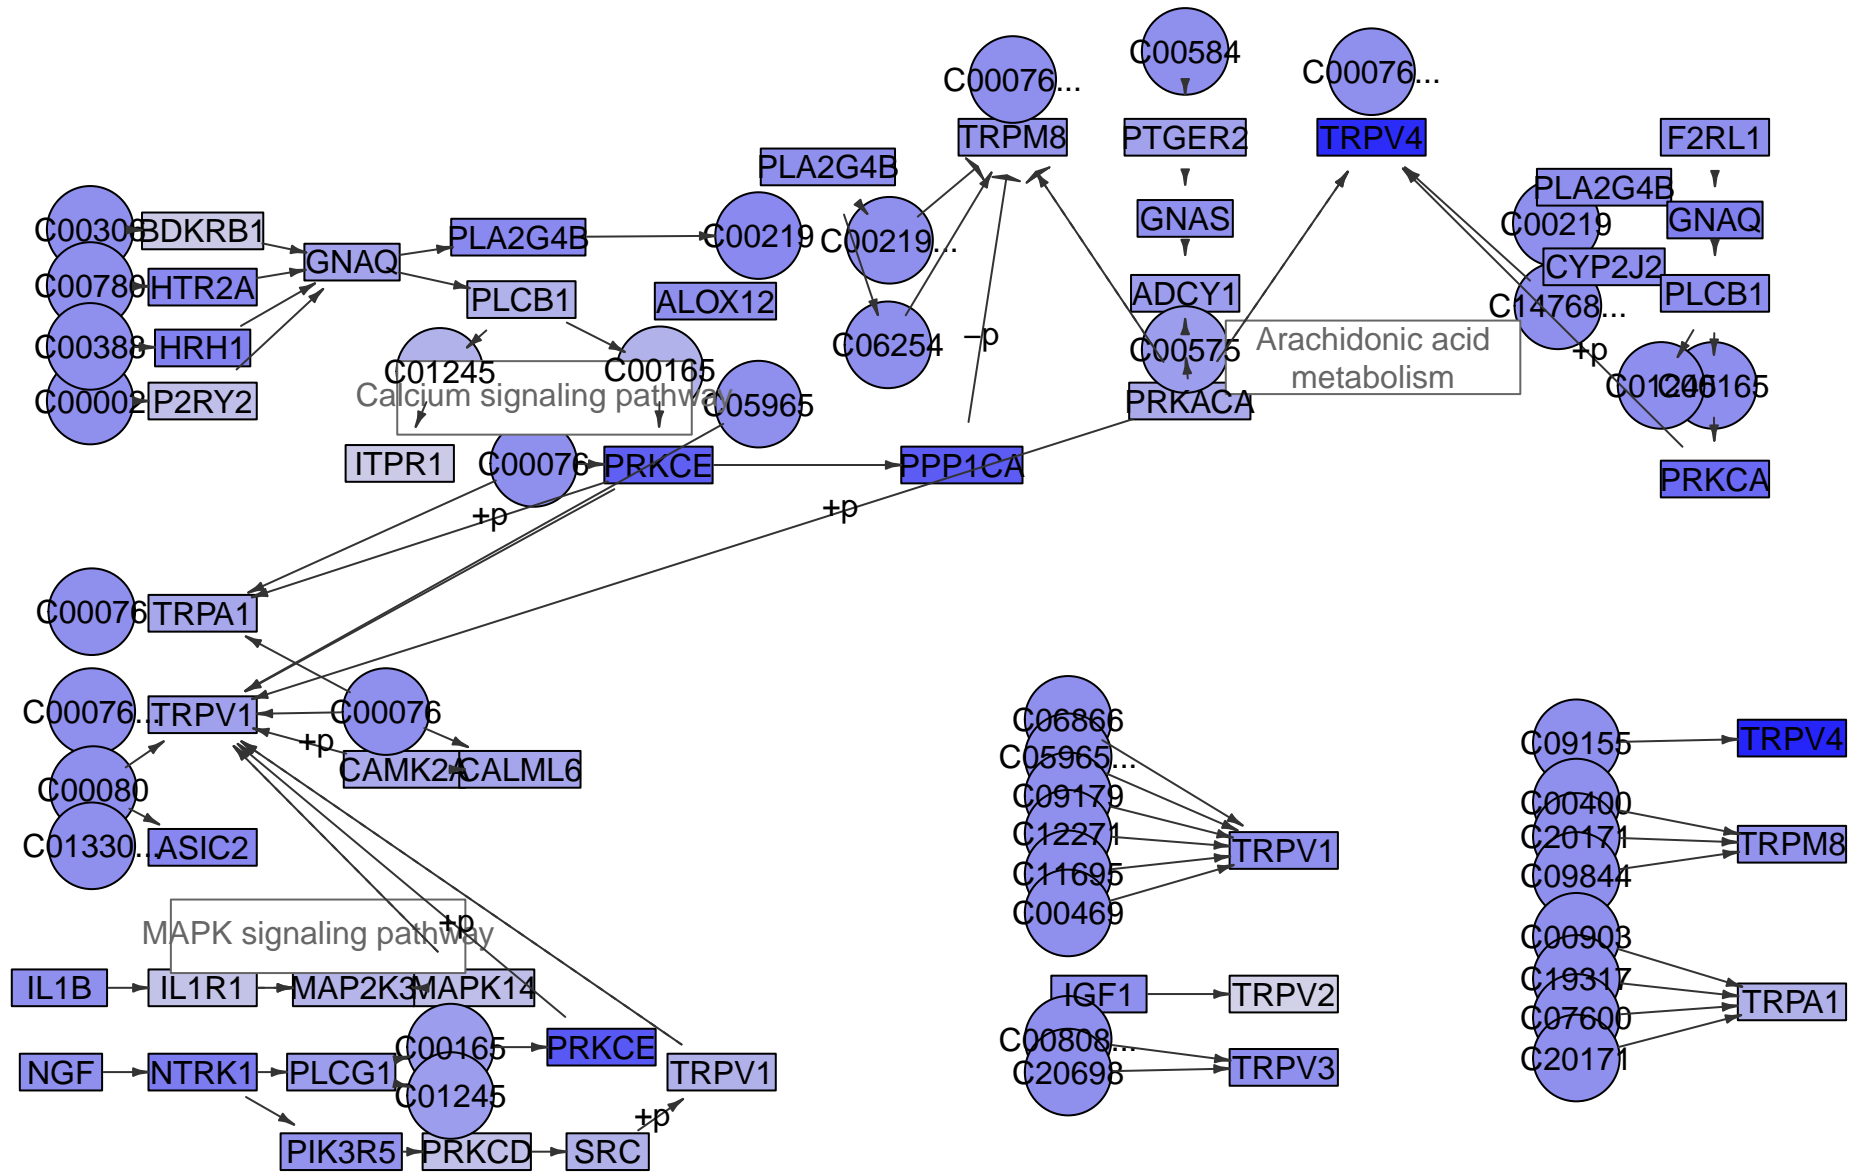 C00584
C00076...
C00076...
TRPM8
PTGER2
TRPV4
F2RL1
PLA2G4B
PLA2G4B
BDKRB1
GNAS
C00219
GNAQ
PLA2G4B
C00219
C00219...
GNAQ
CYP2J2
C00780
HTR2A
PLCB1
ALOX12
ADCY1
PLCB1
C14768...
C00388
HRH1
C06254
–p
C00575
Arachidonic acid
metabolism
+p
C01245
C00165
Calcium signaling pathway
C00002
P2RY2
C05965
PRKACA
C01245
C00165
ITPR1
C00076
PRKCE
PPP1CA
PRKCA
+p
+p
C00076
TRPA1
C00076...
TRPV1
C00076
C06866
+p
C05965...
C09155
TRPV4
CAMK2A
CALML6
C00080
C09179
C00400
C12271
C20171
TRPM8
C01330...
ASIC2
TRPV1
C11695
C09844
C00469
+p
MAPK signaling pathway
C00903
IL1B
IL1R1
MAP2K3
MAPK14
IGF1
TRPV2
C19317
TRPA1
C07600
C00165
PRKCE
C00808...
C20171
NGF
NTRK1
PLCG1
TRPV1
C20698
TRPV3
C01245
+p
PIK3R5
PRKCD
SRC